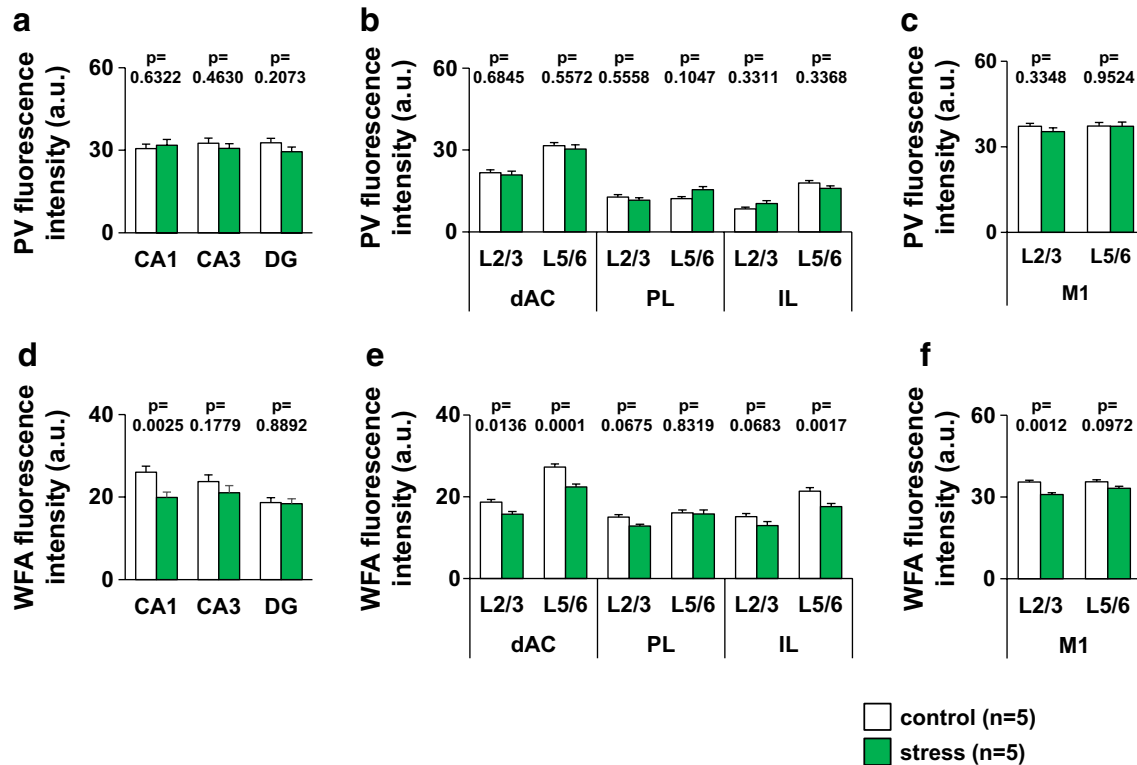 a
PV fluorescence
intensity (a.u.)
60
30
0
p= p= p=
0.6322 0.4630 0.2073
CA1 CA3 DG
b
PV fluorescence
intensity (a.u.)
60
30
0
p= p= p= p= p= p=
0.6845 0.5572 0.5558 0.1047 0.3311 0.3368
L2/3 L5/6 L2/3 L5/6 L2/3 L5/6
dAC PL IL
c
PV fluorescence
intensity (a.u.)
60
30
0
p= p=
0.3348 0.9524
L2/3 L5/6
M1
d
WFA fluorescence
intensity (a.u.)
40
20
0
p= p= p=
0.0025 0.1779 0.8892
CA1 CA3 DG
e
WFA fluorescence
intensity (a.u.)
40
20
0
p= p= p= p= p= p=
0.0136 0.0001 0.0675 0.8319 0.0683 0.0017
L2/3 L5/6 L2/3 L5/6 L2/3 L5/6
dAC PL IL
f
WFA fluorescence
intensity (a.u.)
60
30
0
p= p=
0.0012 0.0972
L2/3 L5/6
M1
control (n=5)
stress (n=5)